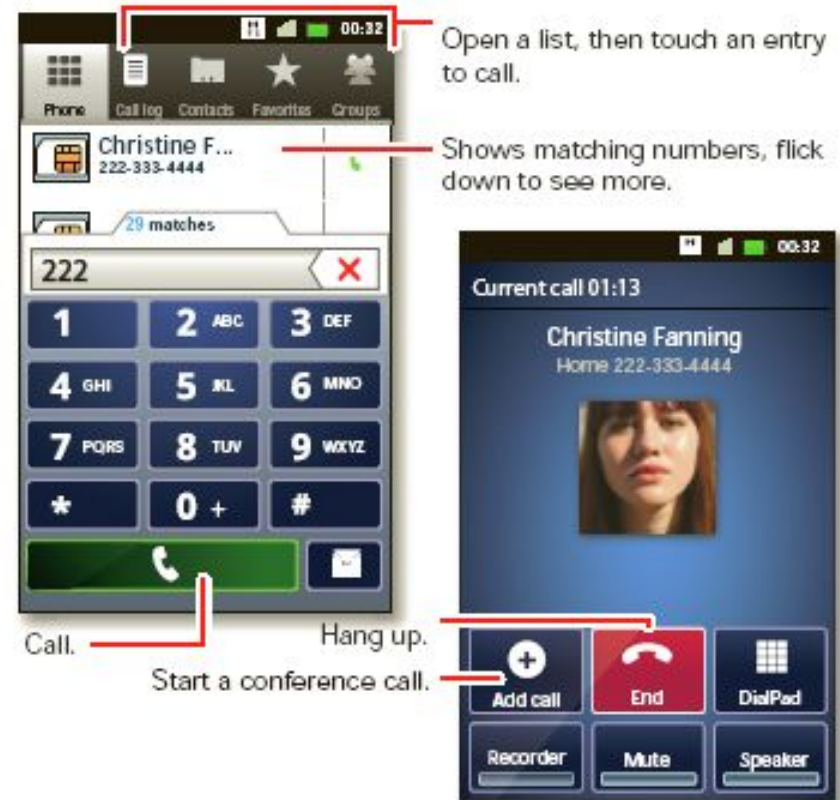 00:32
Phone Call log Contacts Favorites Groups
Open a list, then touch an entry
to call.
Christine F...
222-333-4444
Shows matching numbers, flick
down to see more.
29 matches
222
1 2 ABC 3 DEF
4 GHI 5 JKL 6 MNO
7 PQRS 8 TUV 9 WXYZ
* 0 + #
Call.
00:32
Current call 01:13
Christine Fanning
Home 222-333-4444
Hang up.
Start a conference call.
Add call End DialPad
Recorder Mute Speaker